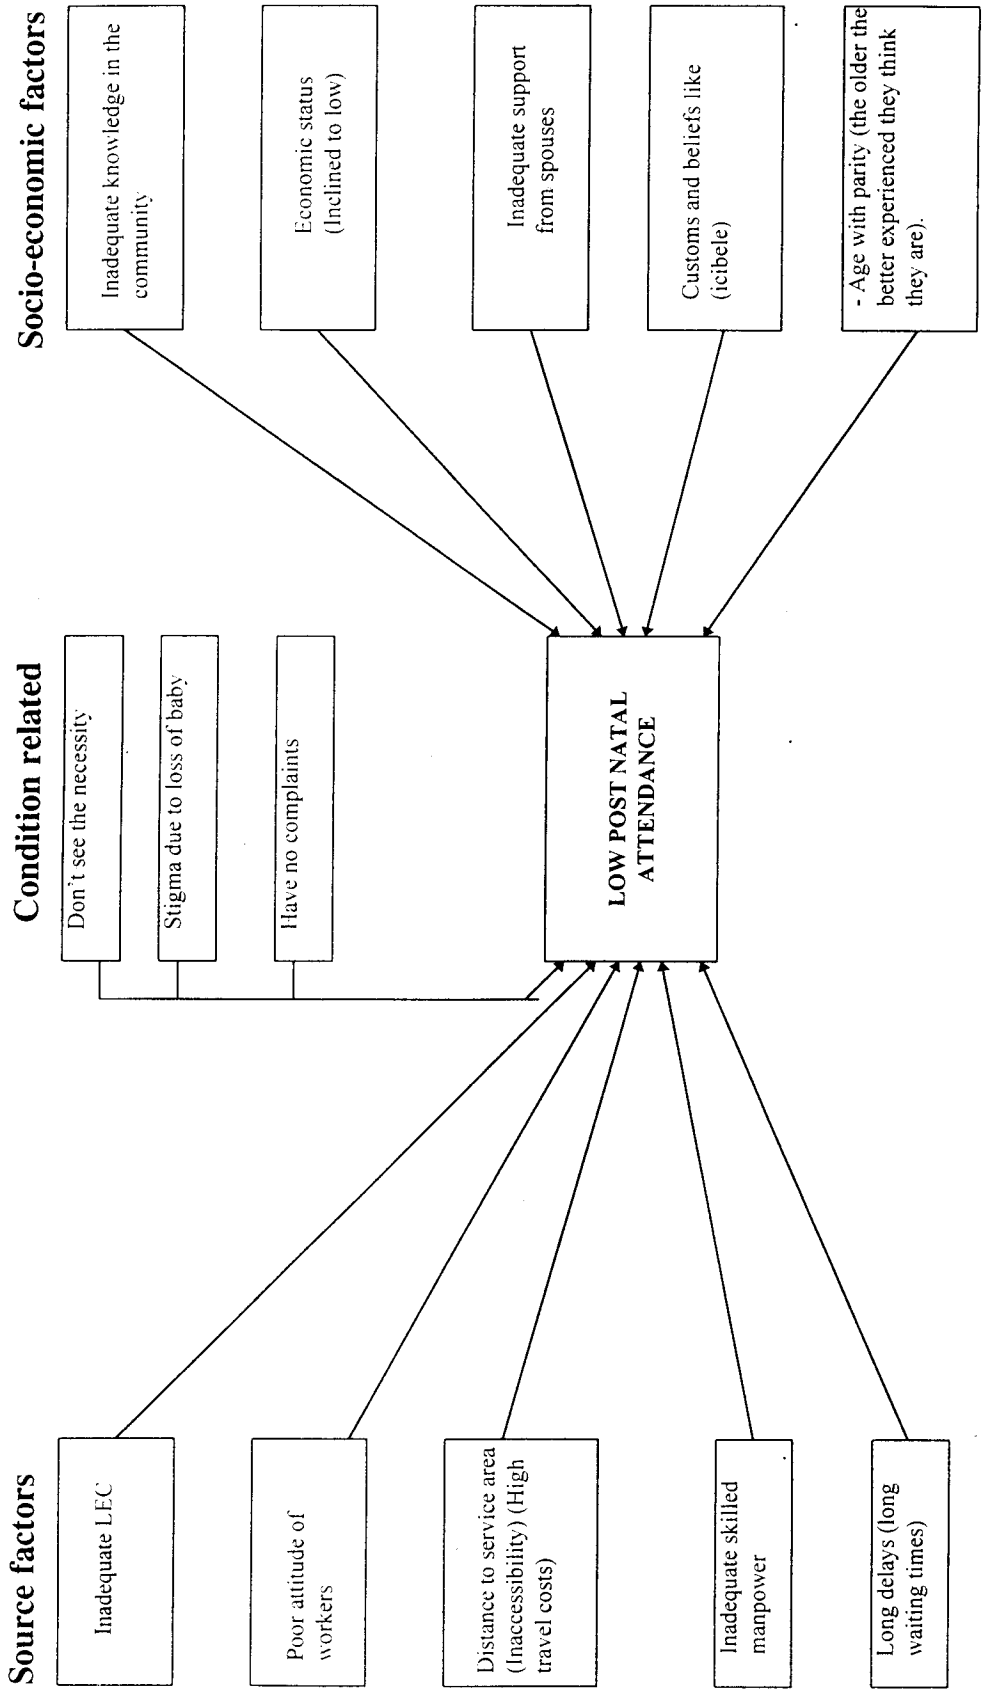 Source factors
Condition related
Socio-economic factors
Inadequate LEC
Poor attitude of
workers
Distance to service area
(Inaccessibility) (High
travel costs)
Inadequate skilled
manpower
Long delays (long
waiting times)
Don't see the necessity
Stigma due to loss of baby
Have no complaints
LOW POST NATAL
ATTENDANCE
Inadequate knowledge in the
community
Economic status
(Inclined to low)
Inadequate support
from spouses
Customs and beliefs like
(icibele)
- Age with parity (the older the
better experienced they think
they are).